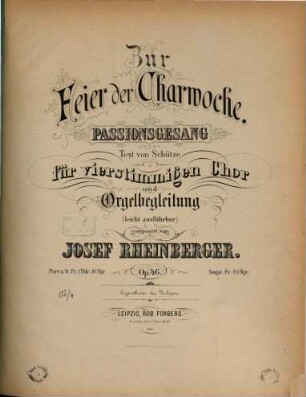 Zur
Feier der Charwoche.
PASSIONSGESANG
Text von Schütze
für vierstimmigen Chor
und
Orgelbegleitung
(leicht ausführbar)
componirt von
JOSEF RHEINBERGER.
Op. 46.
Eigenthum des Verlegers
LEIPZIG, ROB. FORBERG.